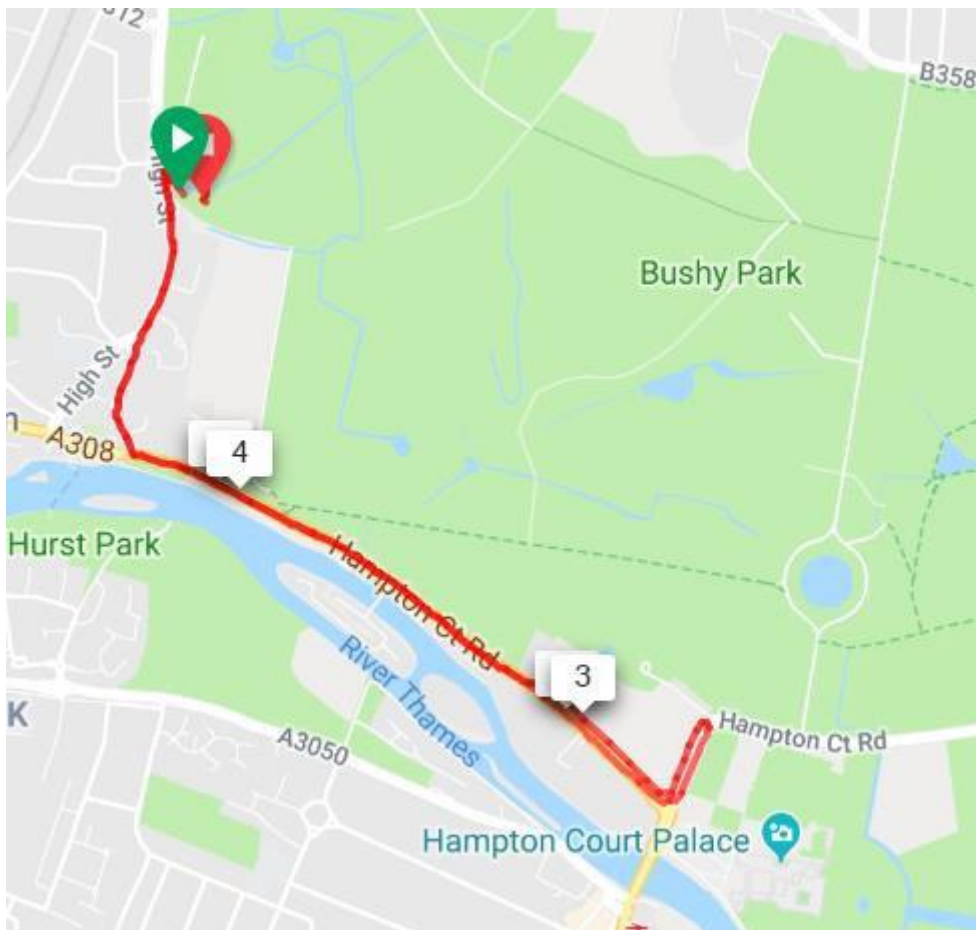 B358
High St
Bushy Park
High St
A308
4
Hurst Park
Hampton Ct Rd
River Thames
3
K
A3050
Hampton Ct Rd
Hampton Court Palace